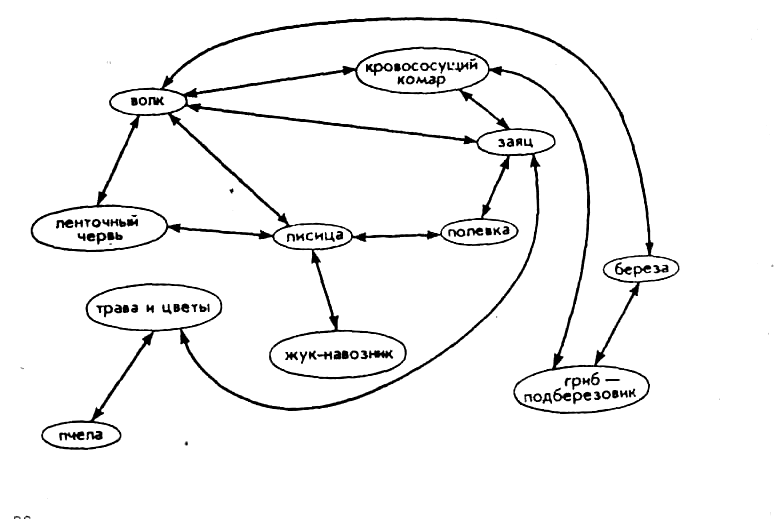 кровососущий
комар
волк
заяц
ленточный
червь
лисица
полевка
береза
трава и цветы
жук-навозник
гриб —
подберезовик
пчела